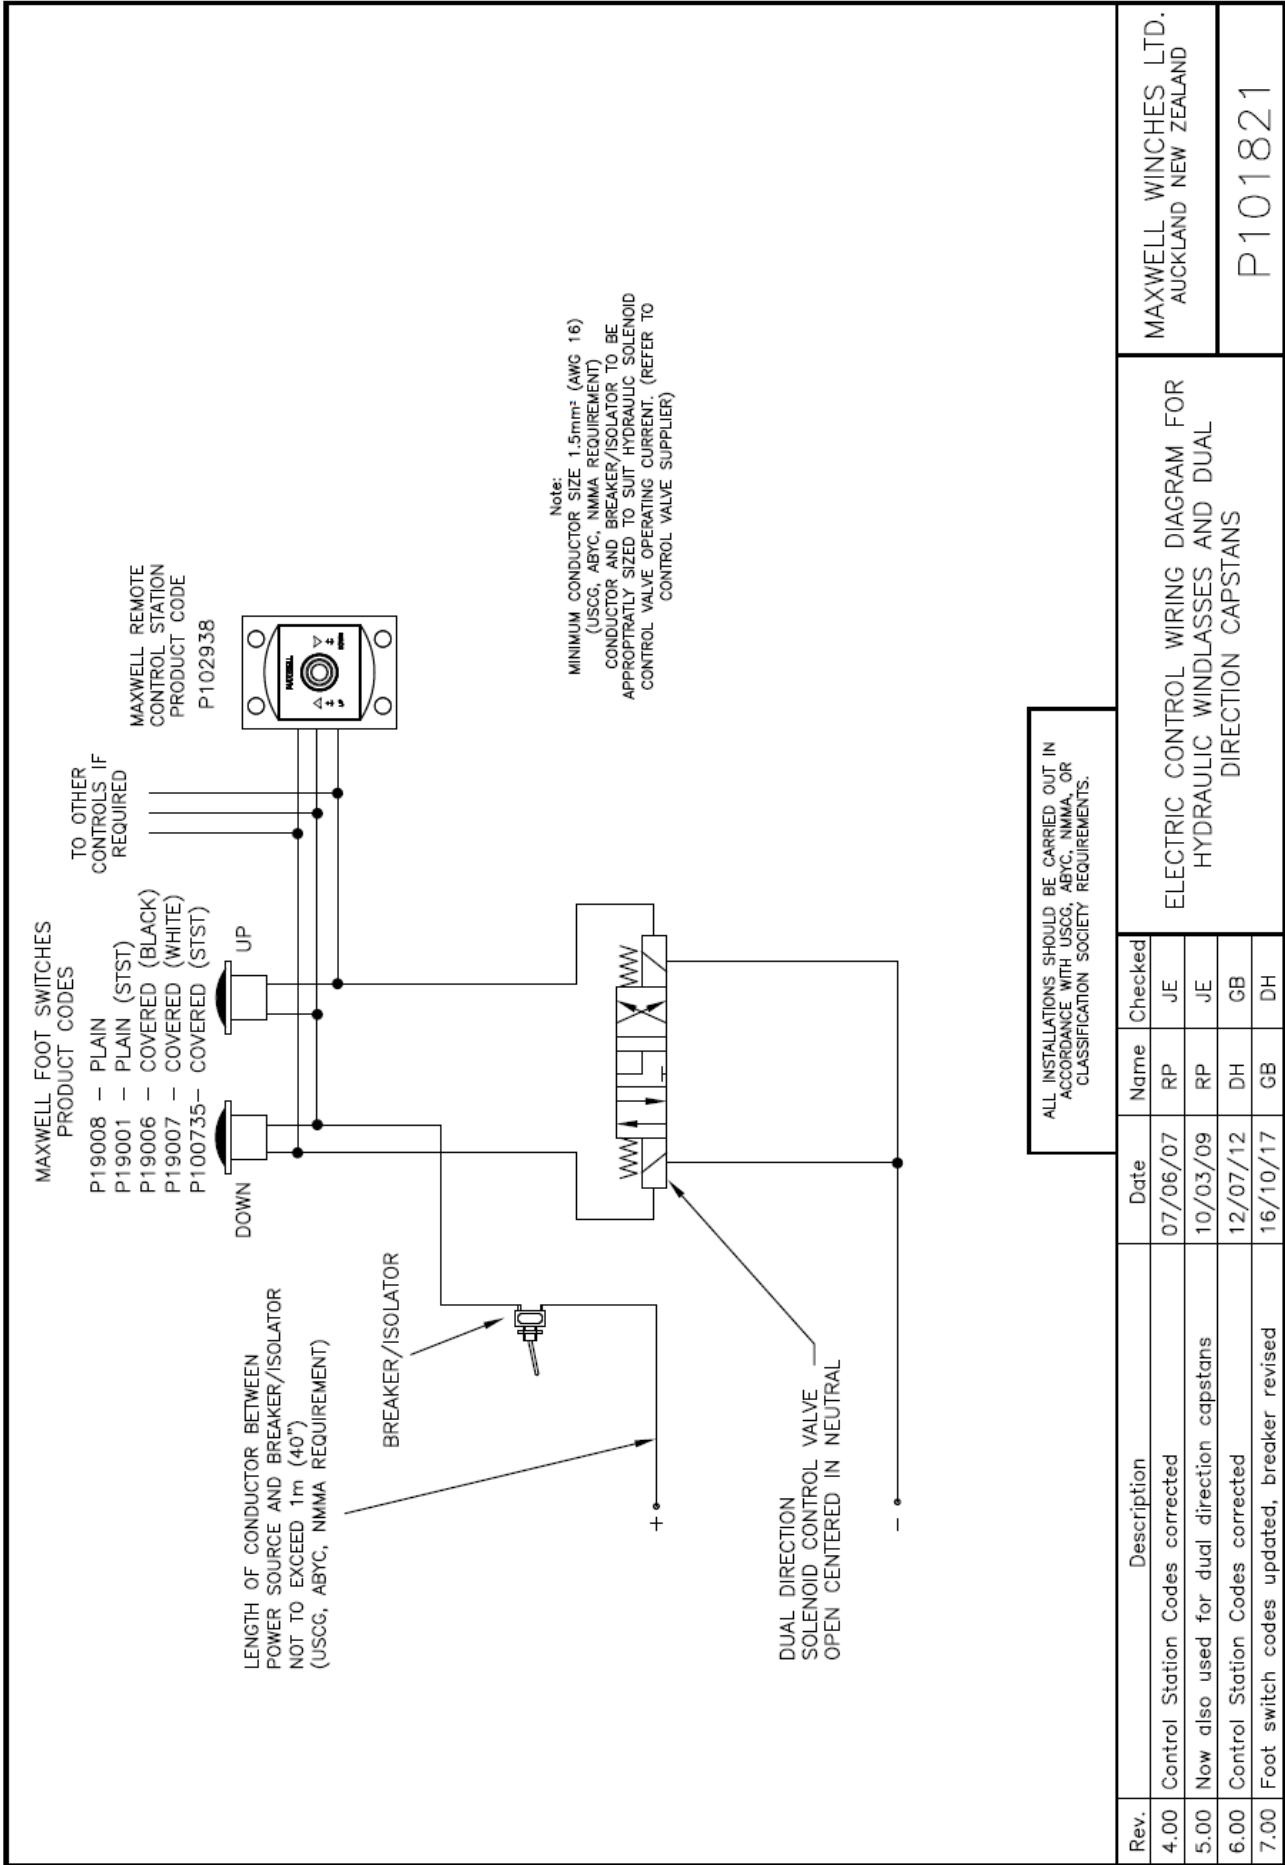 MAXWELL FOOT SWITCHES
PRODUCT CODES
P19008 – PLAIN
P19001 – PLAIN (STST)
P19006 – COVERED (BLACK)
P19007 – COVERED (WHITE)
P100735– COVERED (STST)
DOWN
UP
TO OTHER
CONTROLS IF
REQUIRED
MAXWELL REMOTE
CONTROL STATION
PRODUCT CODE
P102938
MAXWELL
UP
DOWN
LENGTH OF CONDUCTOR BETWEEN
POWER SOURCE AND BREAKER/ISOLATOR
NOT TO EXCEED 1m (40")
(USCG, ABYC, NMMA REQUIREMENT)
BREAKER/ISOLATOR
+
–
DUAL DIRECTION
SOLENOID CONTROL VALVE
OPEN CENTERED IN NEUTRAL
Note:
MINIMUM CONDUCTOR SIZE 1.5mm² (AWG 16)
(USCG, ABYC, NMMA REQUIREMENT)
CONDUCTOR AND BREAKER/ISOLATOR TO BE
APPROPTRATLY SIZED TO SUIT HYDRAULIC SOLENOID
CONTROL VALVE OPERATING CURRENT. (REFER TO
CONTROL VALVE SUPPLIER)
ALL INSTALLATIONS SHOULD BE CARRIED OUT IN
ACCORDANCE WITH USCG, ABYC, NMMA, OR
CLASSIFICATION SOCIETY REQUIREMENTS.
Rev. Description Date Name Checked
4.00 Control Station Codes corrected 07/06/07 RP JE
5.00 Now also used for dual direction capstans 10/03/09 RP JE
6.00 Control Station Codes corrected 12/07/12 DH GB
7.00 Foot switch codes updated, breaker revised 16/10/17 GB DH
ELECTRIC CONTROL WIRING DIAGRAM FOR
HYDRAULIC WINDLASSES AND DUAL
DIRECTION CAPSTANS
MAXWELL WINCHES LTD.
AUCKLAND NEW ZEALAND
P101821